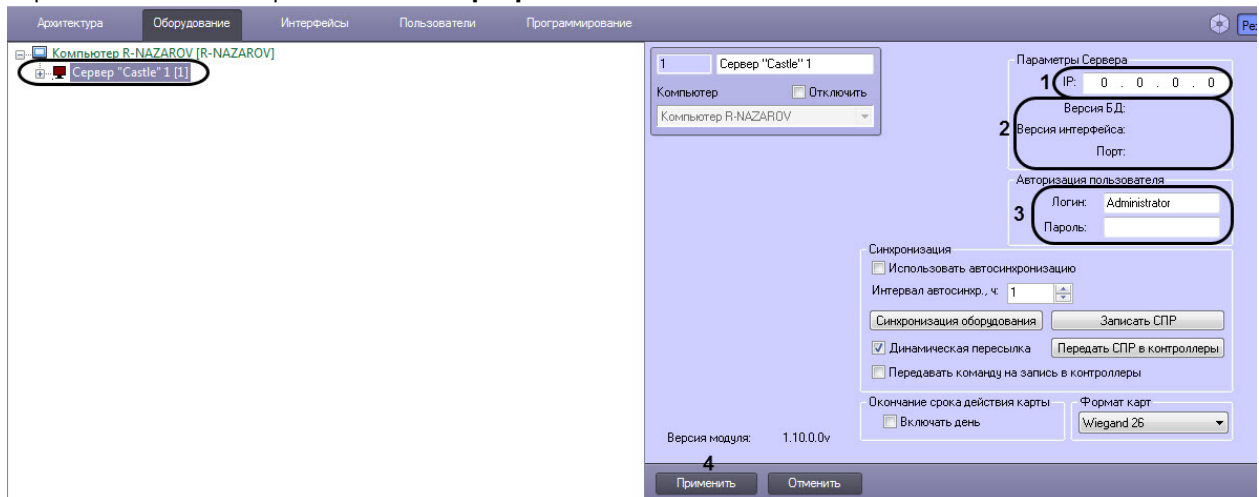 Архитектура Оборудование Интерфейсы Пользователи Программирование
Компьютер R-NAZAROV [R-NAZAROV]
Сервер "Castle" 1 [1]
1 Сервер "Castle" 1
Компьютер Отключить
Компьютер R-NAZAROV
Параметры Сервера
1 IP: 0 . 0 . 0 . 0
Версия БД:
2 Версия интерфейса:
Порт:
Авторизация пользователя
Логин: Administrator
3
Пароль:
Синхронизация
Использовать автосинхронизацию
Интервал автосинхр., ч: 1
Синхронизация оборудования Записать СПР
Динамическая пересылка Передать СПР в контроллеры
Передавать команду на запись в контроллеры
Окончание срока действия карты Формат карт
Включать день Wiegand 26
Версия модуля: 1.10.0.0v
4
Применить Отменить